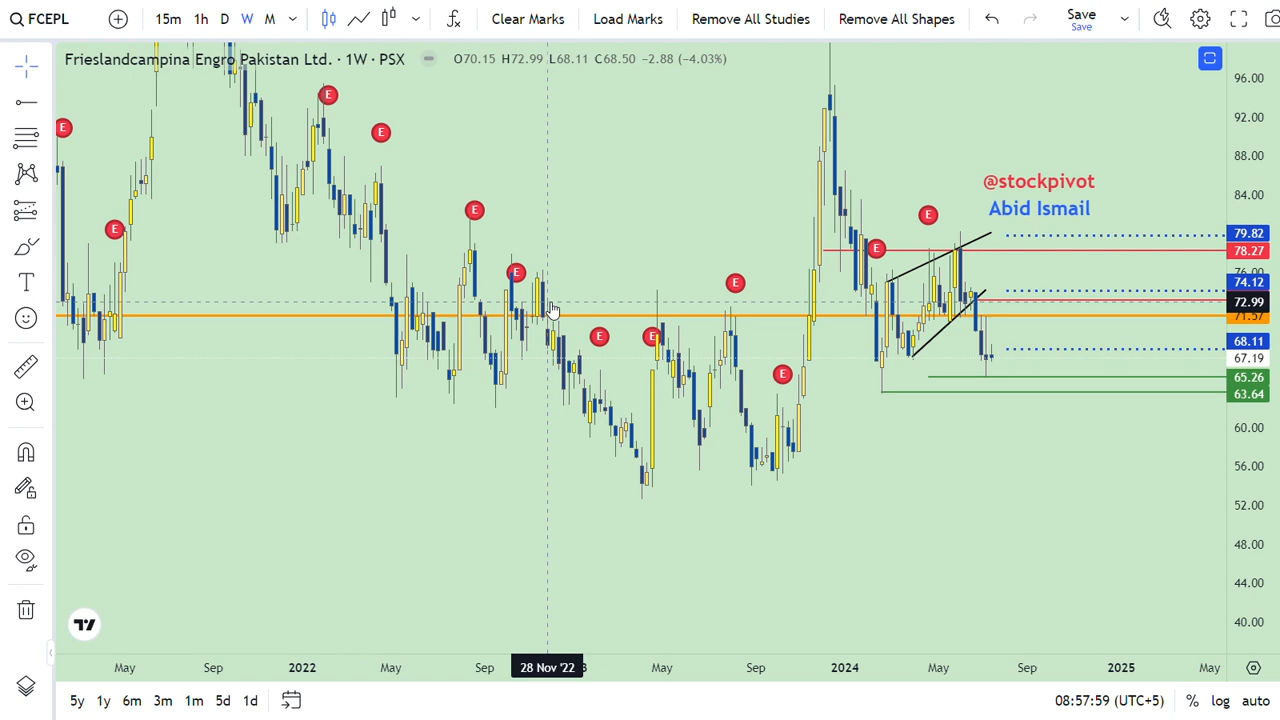 FCEPL 15m 1h D W M Clear Marks Load Marks Remove All Studies Remove All Shapes Save
Save
Frieslandcampina Engro Pakistan Ltd. · 1W · PSX O70.15 H72.99 L68.11 C68.50 −2.88 (−4.03%)
96.00
92.00
88.00
84.00
E
E
E
E
E
E
E
E
E
E
E
E
E
@stockpivot
Abid Ismail
79.82
78.27
76.00
74.12
72.99
71.57
68.11
67.19
65.26
63.64
60.00
56.00
52.00
48.00
44.00
40.00
May Sep 2022 May Sep 28 Nov '22 May Sep 2024 May Sep 2025 May
5y 1y 6m 3m 1m 5d 1d 08:57:59 (UTC+5) % log auto